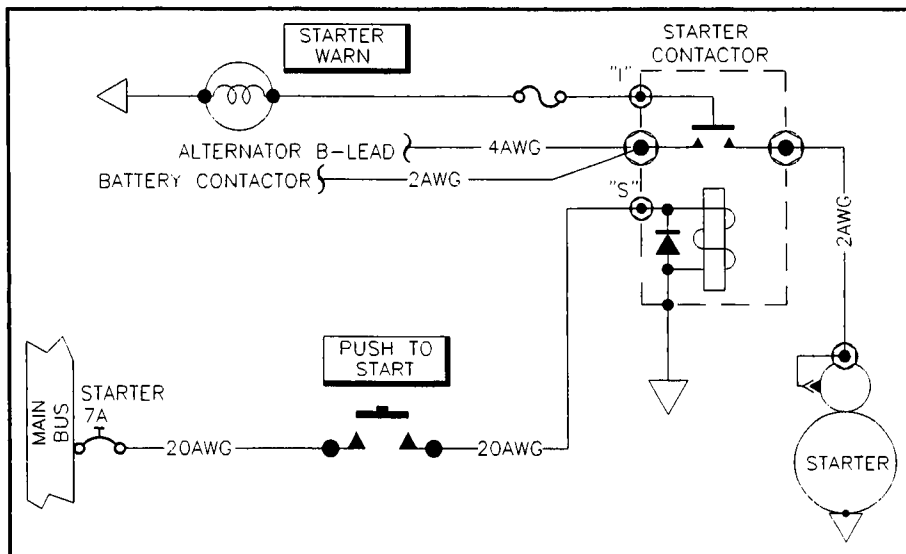 STARTER
WARN
STARTER
CONTACTOR
"I"
ALTERNATOR B-LEAD
4AWG
BATTERY CONTACTOR
2AWG
"S"
2AWG
PUSH TO
START
MAIN
BUS
STARTER
7A
20AWG
20AWG
STARTER